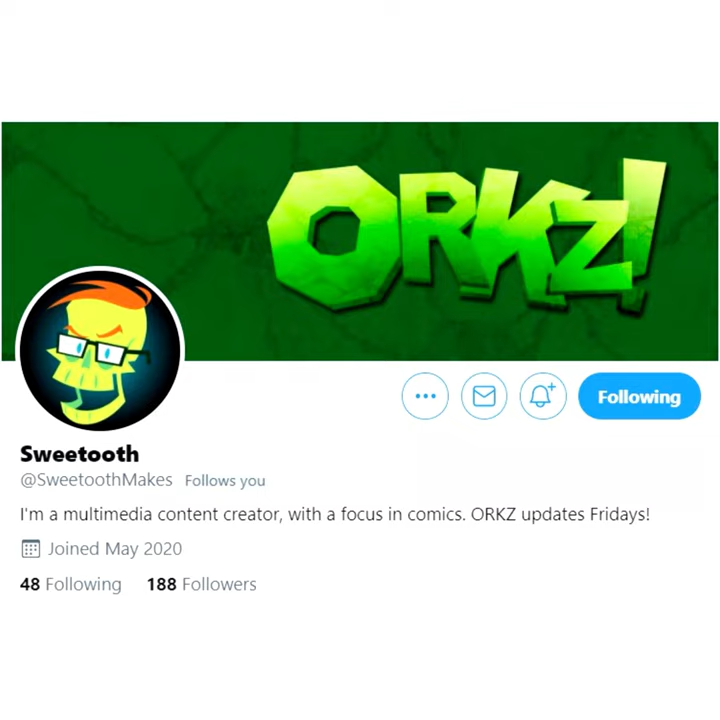 ORKZ!
Following
Sweetooth
@SweetoothMakes Follows you
I'm a multimedia content creator, with a focus in comics. ORKZ updates Fridays!
Joined May 2020
48 Following 188 Followers